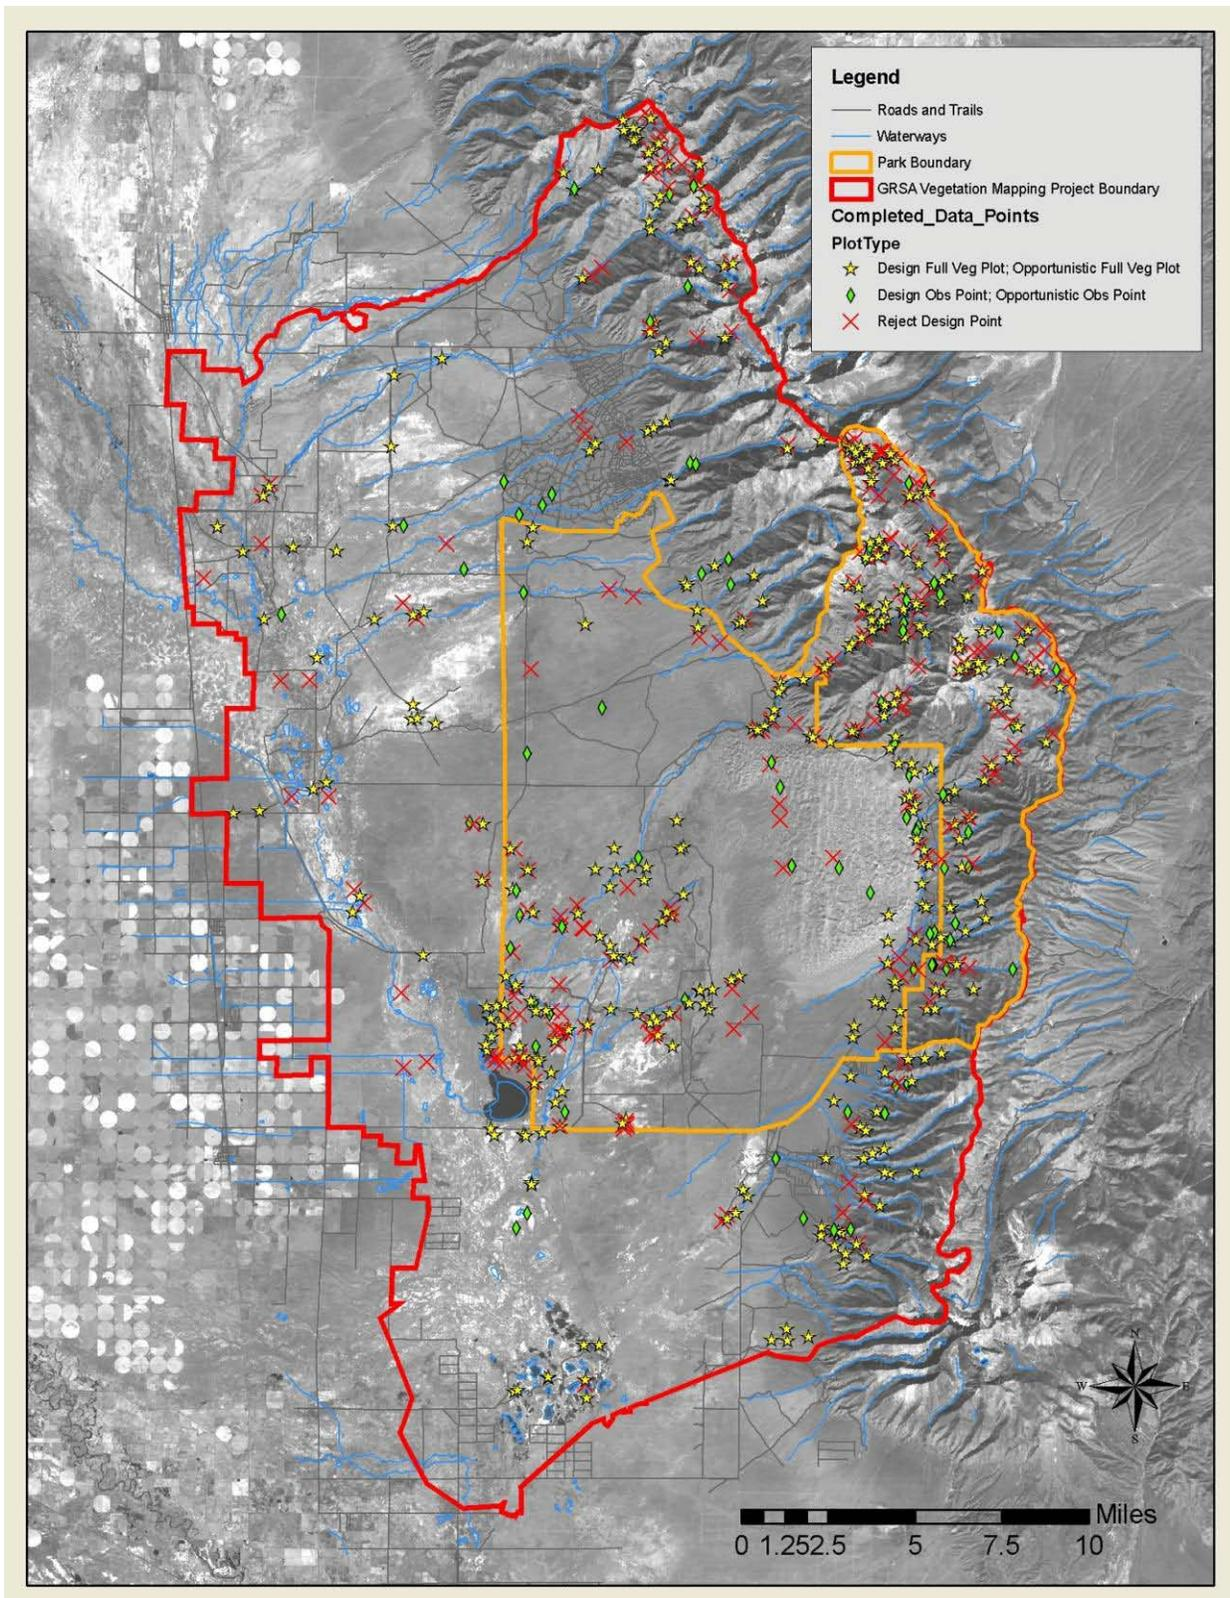 Legend
Roads and Trails
Waterways
Park Boundary
GRSA Vegetation Mapping Project Boundary
Completed_Data_Points
PlotType
Design Full Veg Plot; Opportunistic Full Veg Plot
Design Obs Point; Opportunistic Obs Point
Reject Design Point
N
W E
S
Miles
0 1.252.5 5 7.5 10